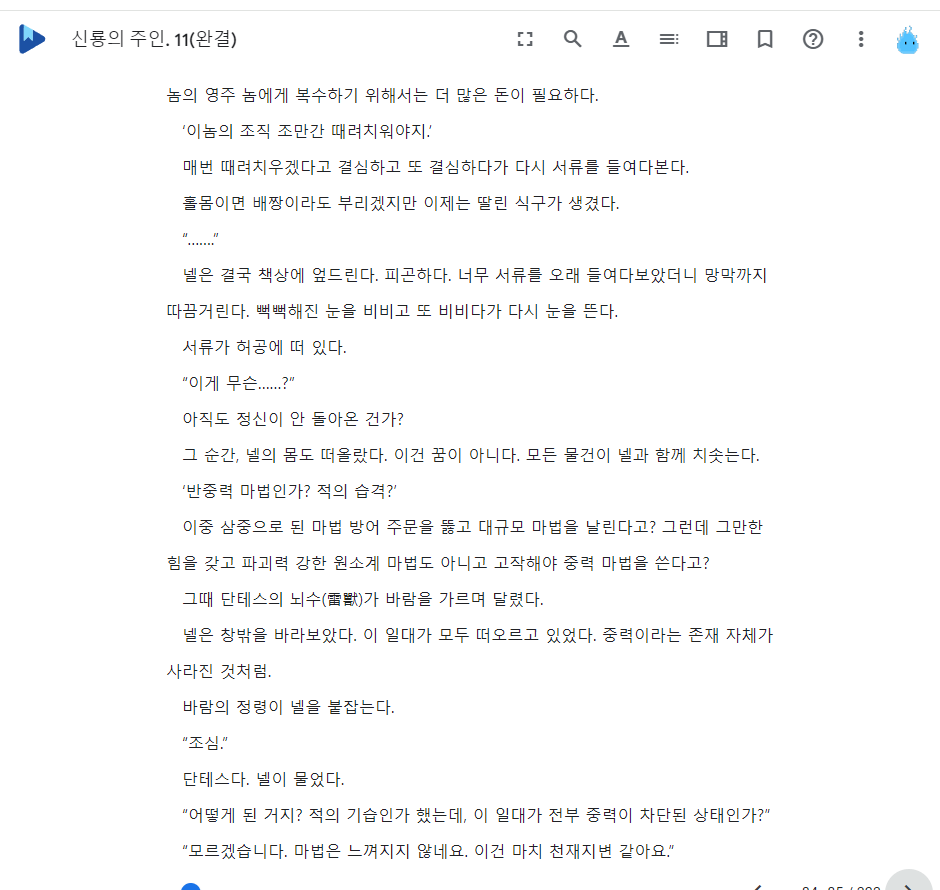 신룡의 주인. 11(완결)
놈의 영주 놈에게 복수하기 위해서는 더 많은 돈이 필요하다.
‘이놈의 조직 조만간 때려치워야지.’
매번 때려치우겠다고 결심하고 또 결심하다가 다시 서류를 들여다본다.
홀몸이면 배짱이라도 부리겠지만 이제는 딸린 식구가 생겼다.
“…….”
넬은 결국 책상에 엎드린다. 피곤하다. 너무 서류를 오래 들여다보았더니 망막까지
따끔거린다. 뻑뻑해진 눈을 비비고 또 비비다가 다시 눈을 뜬다.
서류가 허공에 떠 있다.
“이게 무슨……?”
아직도 정신이 안 돌아온 건가?
그 순간, 넬의 몸도 떠올랐다. 이건 꿈이 아니다. 모든 물건이 넬과 함께 치솟는다.
‘반중력 마법인가? 적의 습격?’
이중 삼중으로 된 마법 방어 주문을 뚫고 대규모 마법을 날린다고? 그런데 그만한
힘을 갖고 파괴력 강한 원소계 마법도 아니고 고작해야 중력 마법을 쓴다고?
그때 단테스의 뇌수(雷獸)가 바람을 가르며 달렸다.
넬은 창밖을 바라보았다. 이 일대가 모두 떠오르고 있었다. 중력이라는 존재 자체가
사라진 것처럼.
바람의 정령이 넬을 붙잡는다.
“조심.”
단테스다. 넬이 물었다.
“어떻게 된 거지? 적의 기습인가 했는데, 이 일대가 전부 중력이 차단된 상태인가?”
“모르겠습니다. 마법은 느껴지지 않네요. 이건 마치 천재지변 같아요.”